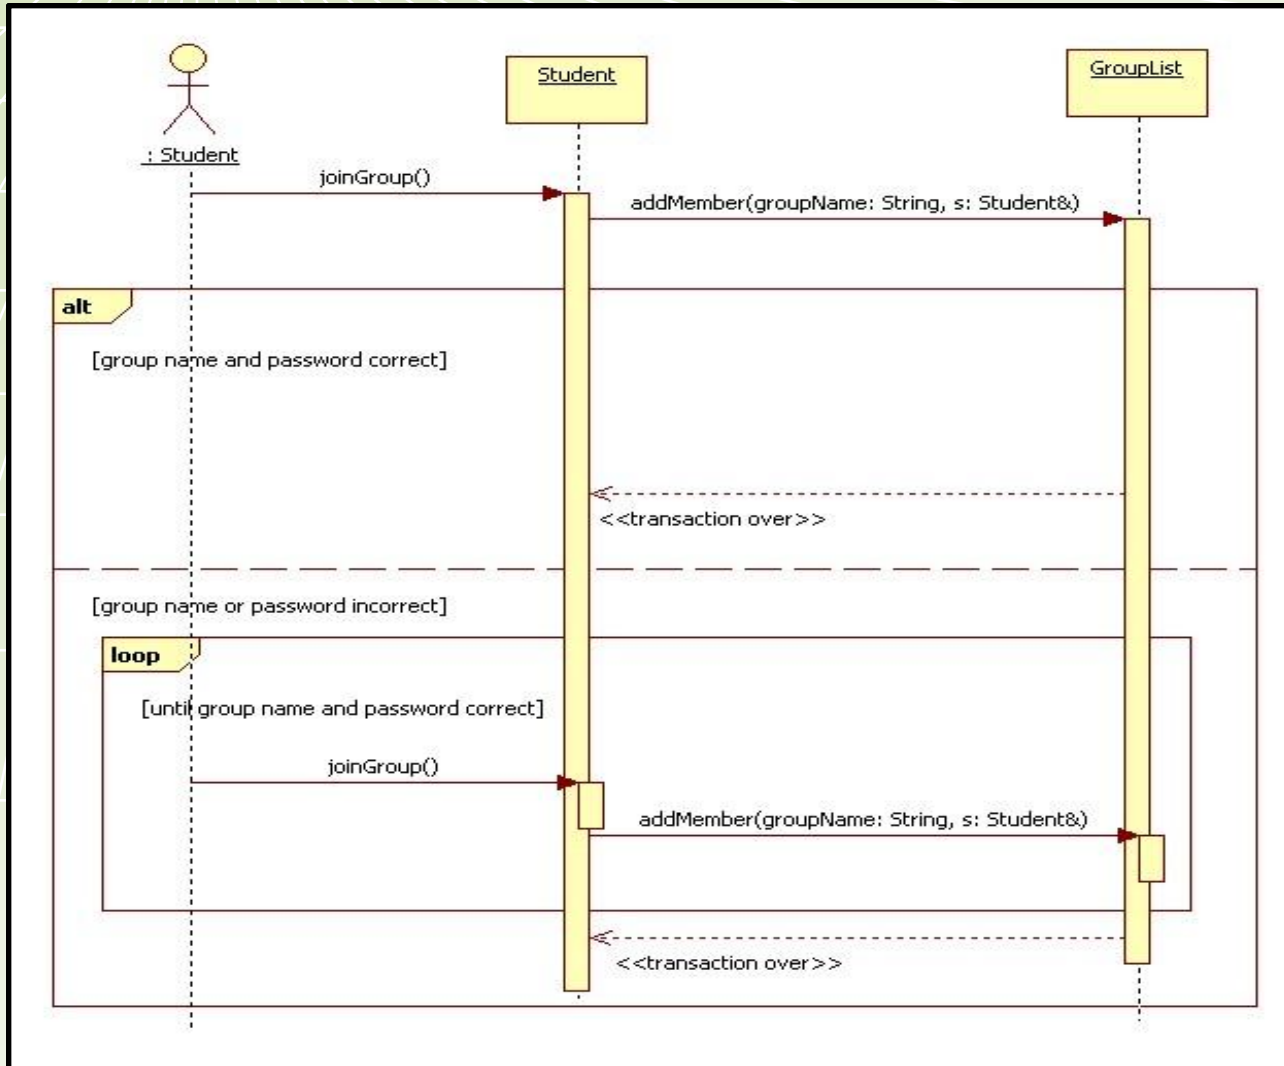 Student
GroupList
: Student
joinGroup()
addMember(groupName: String, s: Student&)
alt
[group name and password correct]
<<transaction over>>
[group name or password incorrect]
loop
[until group name and password correct]
joinGroup()
addMember(groupName: String, s: Student&)
<<transaction over>>